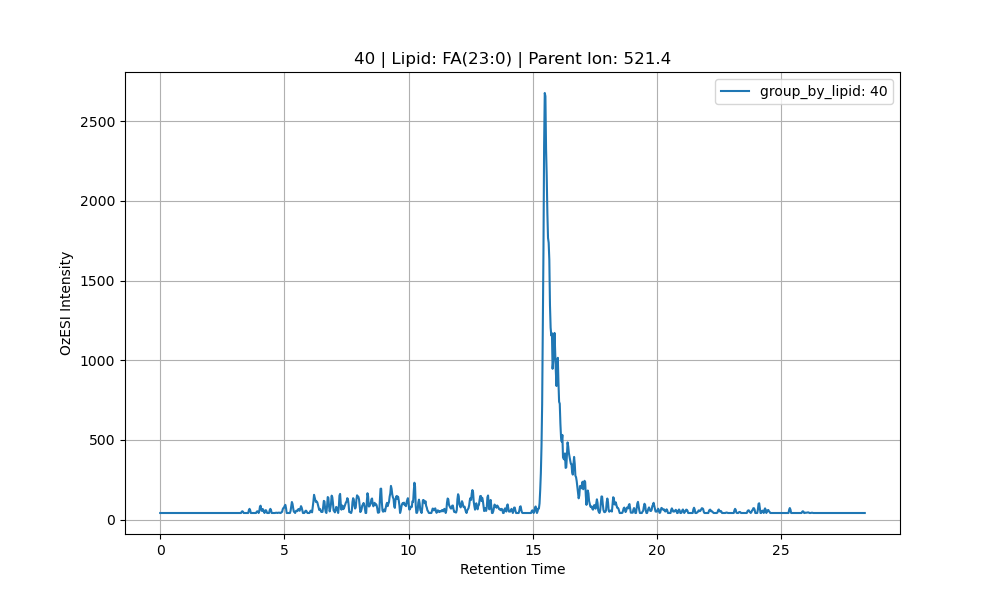 40 | Lipid: FA(23:0) | Parent Ion: 521.4
group_by_lipid: 40
OzESI Intensity
2500
2000
1500
1000
500
0
0 5 10 15 20 25
Retention Time